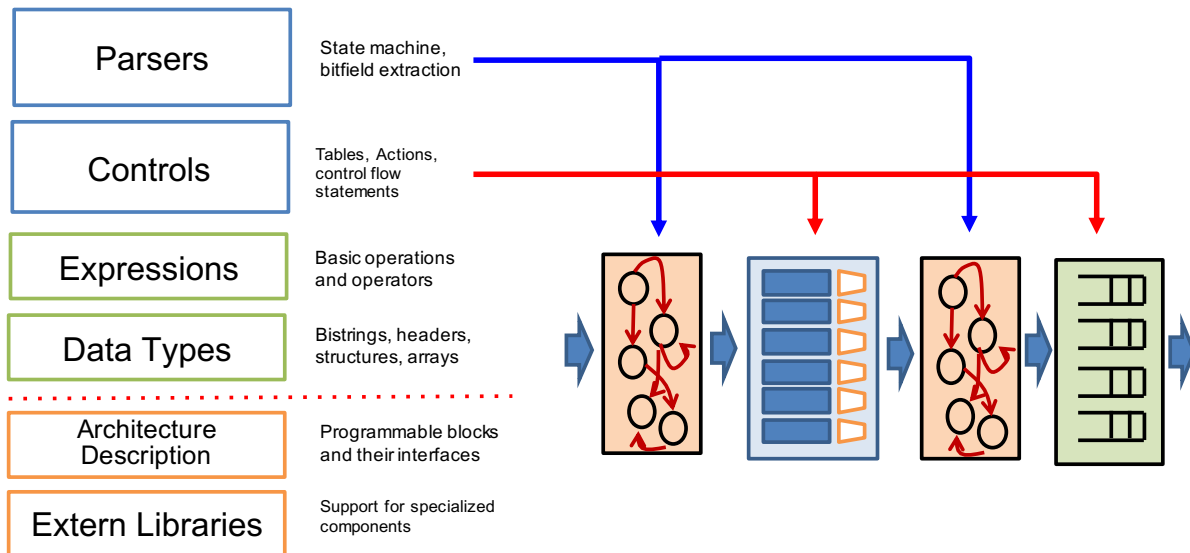 Parsers
State machine,
bitfield extraction
Controls
Tables, Actions,
control flow
statements
Expressions
Basic operations
and operators
Data Types
Bistrings, headers,
structures, arrays
Architecture
Description
Programmable blocks
and their interfaces
Extern Libraries
Support for specialized
components